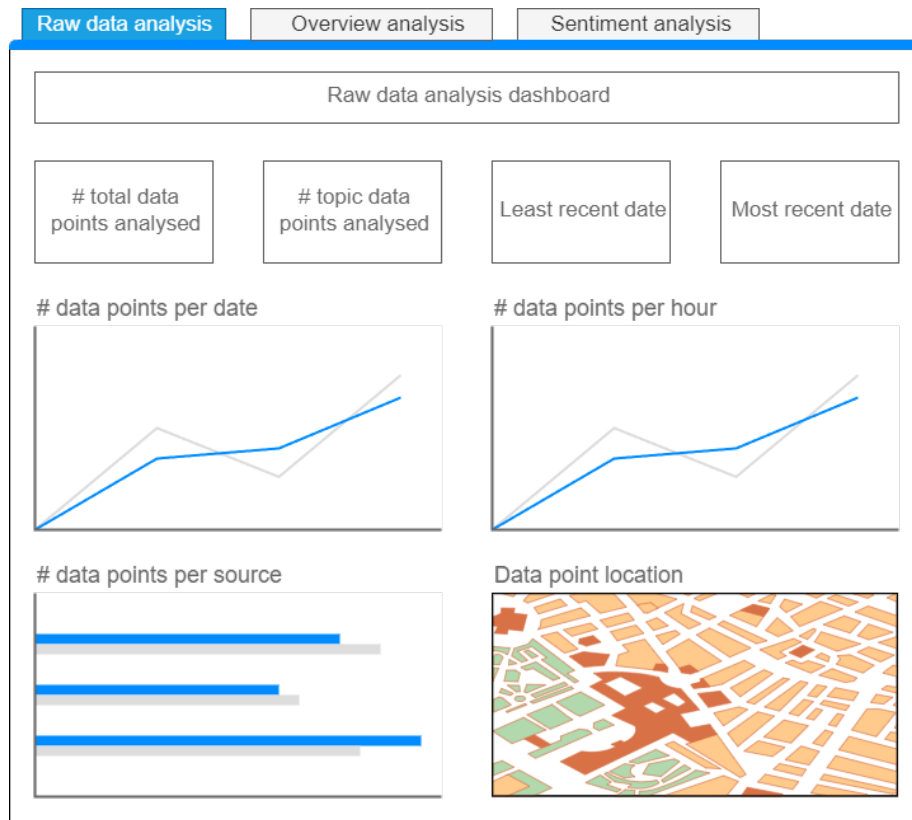 Raw data analysis
Overview analysis
Sentiment analysis
Raw data analysis dashboard
# total data
points analysed
# topic data
points analysed
Least recent date
Most recent date
# data points per date
# data points per hour
# data points per source
Data point location